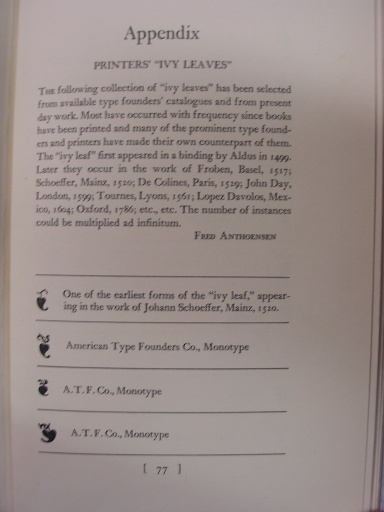 Appendix
PRINTERS' "IVY LEAVES"
The following collection of "ivy leaves" has been selected
from available type founders' catalogues and from present
day work. Most have occurred with frequency since books
have been printed and many of the prominent type found-
ers and printers have made their own counterpart of them.
The "ivy leaf" first appeared in a binding by Aldus in 1499.
Later they occur in the work of Froben, Basel, 1517;
Schoeffer, Mainz, 1520; De Colines, Paris, 1529; John Day,
London, 1599; Tournes, Lyons, 1561; Lopez Davolos, Mex-
ico, 1604; Oxford, 1786; etc., etc. The number of instances
could be multiplied ad infinitum.
Fred Anthoensen
One of the earliest forms of the "ivy leaf," appear-
ing in the work of Johann Schoeffer, Mainz, 1520.
American Type Founders Co., Monotype
A.T.F. Co., Monotype
A.T.F. Co., Monotype
[ 77 ]